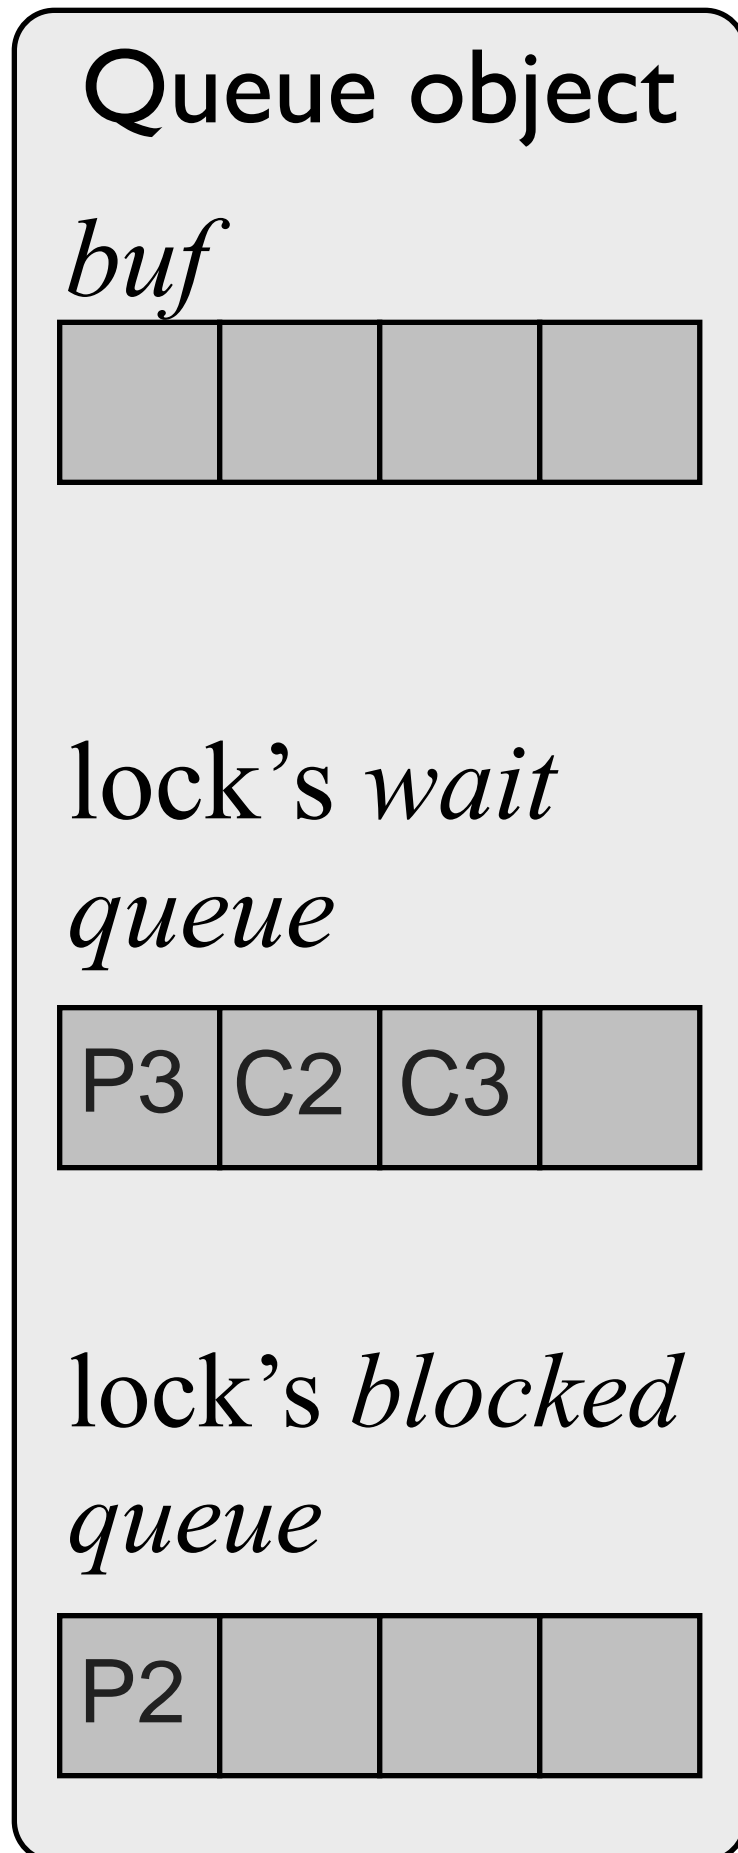 Queue object
buf
lock’s wait
queue
P3 C2 C3
lock’s blocked
queue
P2